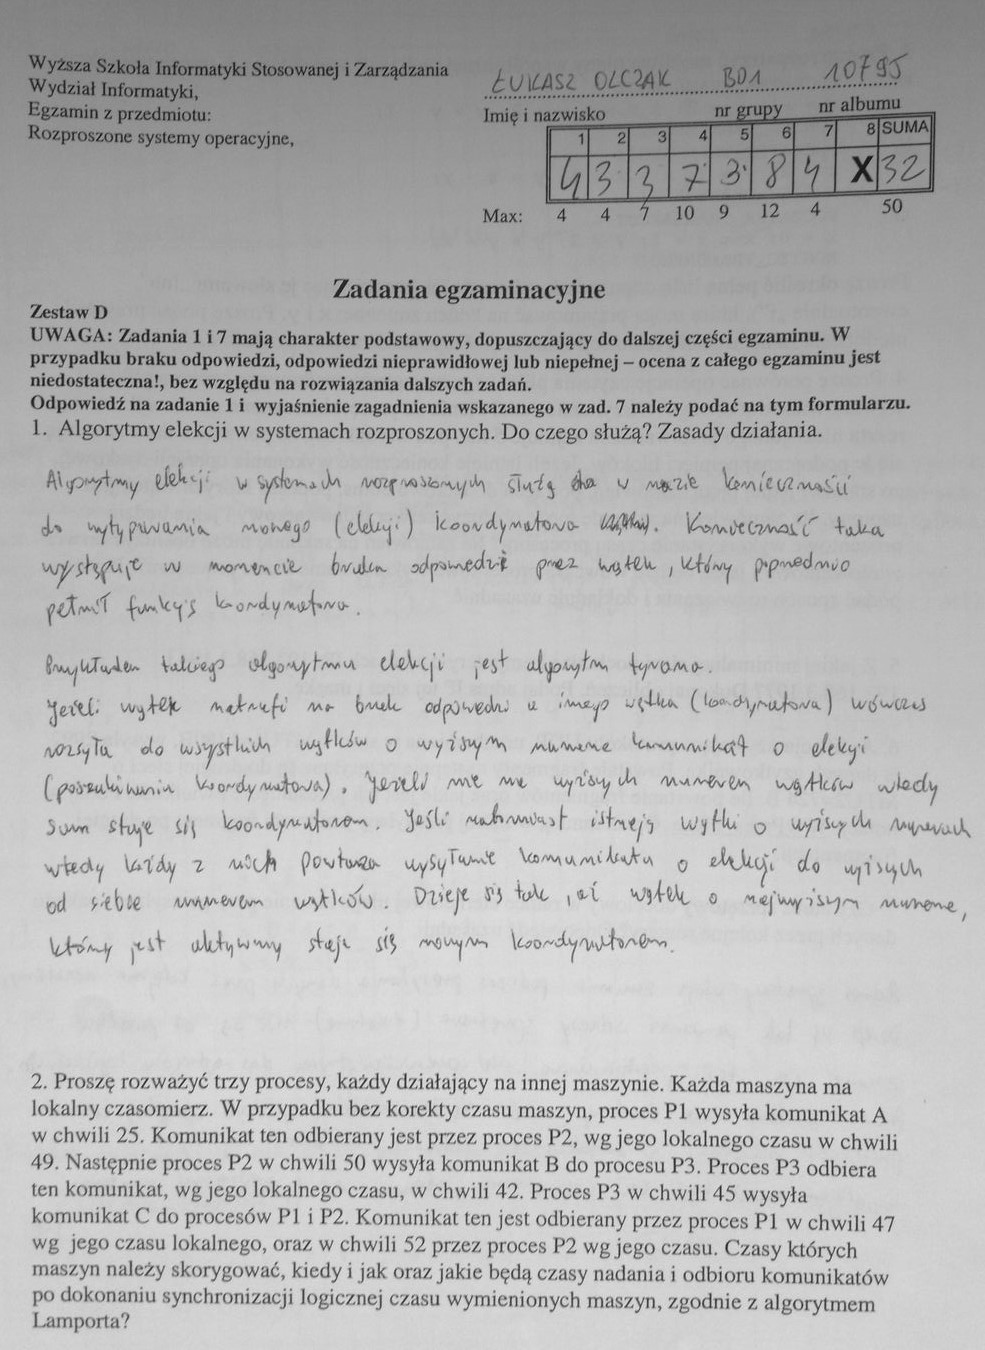 Wyższa Szkoła Informatyki Stosowanej i Zarządzania
Wydział Informatyki,
Egzamin z przedmiotu:
Rozproszone systemy operacyjne,
ŁUKASZ OLCZAK BD1 10795
Imię i nazwisko nr grupy nr albumu
1 2 3 4 5 6 7 8 SUMA
4 3 3 7 3 8 4 X 32
Max: 4 4 7 10 9 12 4 50
Zadania egzaminacyjne
Zestaw D
UWAGA: Zadania 1 i 7 mają charakter podstawowy, dopuszczający do dalszej części egzaminu. W
przypadku braku odpowiedzi, odpowiedzi nieprawidłowej lub niepełnej – ocena z całego egzaminu jest
niedostateczna!, bez względu na rozwiązania dalszych zadań.
Odpowiedź na zadanie 1 i wyjaśnienie zagadnienia wskazanego w zad. 7 należy podać na tym formularzu.
1. Algorytmy elekcji w systemach rozproszonych. Do czego służą? Zasady działania.
Algorytmy elekcji w systemach rozproszonych służą w razie konieczności
do wytypowania nowego (elekcji) koordynatora. Konieczność taka
występuje w momencie braku odpowiedzi przez wątek, który poprzednio
pełnił funkcję koordynatora.
Przykładem takiego algorytmu elekcji jest algorytm tyrana.
Jeżeli wątek natrafi na brak odpowiedzi z innego wątka (koordynatora) wówczas
rozsyła do wszystkich wątków o wyższym numerze komunikat o elekcji
(poszukiwaniu koordynatora). Jeżeli nie ma wyższych numerem wątków wtedy
sam staje się koordynatorem. Jeśli natomiast istnieją wątki o wyższych numerach
wtedy każdy z nich powtarza wysyłanie komunikatu o elekcji do wyższych
od siebie numerem wątków. Dzieje się tak, aż wątek o najwyższym numerze,
który jest aktywny staje się nowym koordynatorem.
2. Proszę rozważyć trzy procesy, każdy działający na innej maszynie. Każda maszyna ma
lokalny czasomierz. W przypadku bez korekty czasu maszyn, proces P1 wysyła komunikat A
w chwili 25. Komunikat ten odbierany jest przez proces P2, wg jego lokalnego czasu w chwili
49. Następnie proces P2 w chwili 50 wysyła komunikat B do procesu P3. Proces P3 odbiera
ten komunikat, wg jego lokalnego czasu, w chwili 42. Proces P3 w chwili 45 wysyła
komunikat C do procesów P1 i P2. Komunikat ten jest odbierany przez proces P1 w chwili 47
wg jego czasu lokalnego, oraz w chwili 52 przez proces P2 wg jego czasu. Czasy których
maszyn należy skorygować, kiedy i jak oraz jakie będą czasy nadania i odbioru komunikatów
po dokonaniu synchronizacji logicznej czasu wymienionych maszyn, zgodnie z algorytmem
Lamporta?